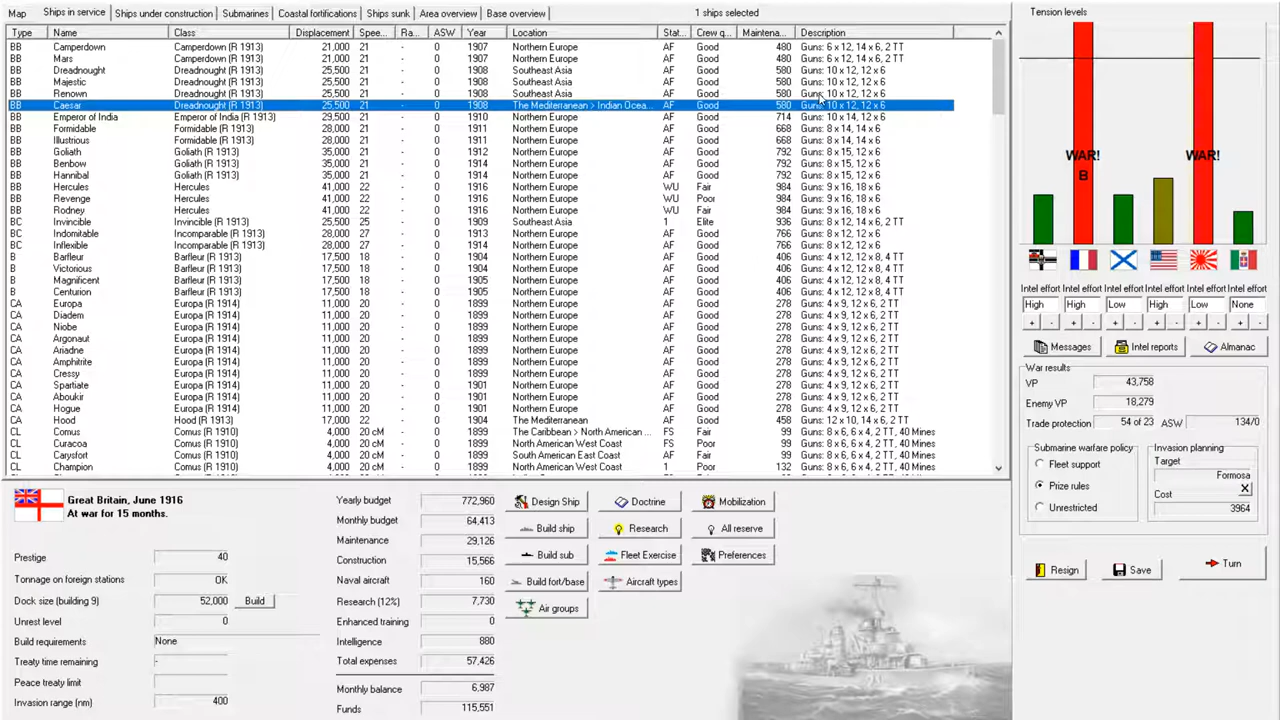 Map Ships in service Ships under construction Submarines Coastal fortifications Ships sunk Area overview Base overview 1 ships selected
Type Name Class Displacement Spee... Ra... ASW Year Location Stat... Crew q... Maintena... Description
BB Camperdown Camperdown (R 1913) 21,000 21 - 0 1907 Northern Europe AF Good 480 Guns: 6 x 12, 14 x 6, 2 TT
BB Mars Camperdown (R 1913) 21,000 21 - 0 1908 Northern Europe AF Good 480 Guns: 6 x 12, 14 x 6, 2 TT
BB Dreadnought Dreadnought (R 1913) 25,500 21 - 0 1908 Southeast Asia AF Good 580 Guns: 10 x 12, 12 x 6
BB Majestic Dreadnought (R 1913) 25,500 21 - 0 1908 Southeast Asia AF Good 580 Guns: 10 x 12, 12 x 6
BB Renown Dreadnought (R 1913) 25,500 21 - 0 1908 Southeast Asia AF Good 580 Guns: 10 x 12, 12 x 6
BB Caesar Dreadnought (R 1913) 25,500 21 - 0 1908 The Mediterranean > Indian Ocea... AF Good 580 Guns: 10 x 12, 12 x 6
BB Emperor of India Emperor of India (R 1913) 29,500 21 - 0 1910 Northern Europe AF Good 714 Guns: 10 x 14, 12 x 6
BB Formidable Formidable (R 1913) 26,000 21 - 0 1911 Northern Europe AF Good 668 Guns: 8 x 14, 14 x 6
BB Illustrious Formidable (R 1913) 26,000 21 - 0 1911 Northern Europe AF Good 668 Guns: 8 x 14, 14 x 6
BB Goliath Goliath (R 1913) 35,000 21 - 0 1912 Northern Europe AF Good 792 Guns: 8 x 15, 12 x 6
BB Benbow Goliath (R 1913) 35,000 21 - 0 1914 Northern Europe AF Good 792 Guns: 8 x 15, 12 x 6
BB Hannibal Goliath (R 1913) 35,000 21 - 0 1914 Northern Europe AF Good 792 Guns: 8 x 15, 12 x 6
BB Hercules Hercules 41,000 22 - 0 1916 Northern Europe WU Fair 984 Guns: 9 x 16, 18 x 6
BB Revenge Hercules 41,000 22 - 0 1916 Northern Europe WU Poor 984 Guns: 9 x 16, 18 x 6
BB Rodney Hercules 41,000 22 - 0 1916 Northern Europe WU Fair 984 Guns: 9 x 16, 18 x 6
BC Invincible Invincible (R 1913) 25,500 25 - 0 1909 Southeast Asia 1 Elite 936 Guns: 8 x 12, 14 x 6, 2 TT
BC Indomitable Incomparable (R 1913) 28,000 27 - 0 1913 Northern Europe AF Good 766 Guns: 8 x 12, 12 x 6
BC Inflexible Incomparable (R 1913) 28,000 27 - 0 1914 Northern Europe AF Good 766 Guns: 8 x 12, 12 x 6
B Barfleur Barfleur (R 1913) 17,500 18 - 0 1904 Northern Europe AF Good 406 Guns: 4 x 12, 12 x 8, 4 TT
B Victorious Barfleur (R 1913) 17,500 18 - 0 1904 Northern Europe AF Good 406 Guns: 4 x 12, 12 x 8, 4 TT
B Magnificent Barfleur (R 1913) 17,500 18 - 0 1905 Northern Europe AF Good 406 Guns: 4 x 12, 12 x 8, 4 TT
B Centurion Barfleur (R 1913) 17,500 18 - 0 1905 Northern Europe AF Good 406 Guns: 4 x 12, 12 x 8, 4 TT
CA Europa Europa (R 1914) 11,000 20 - 0 1899 Northern Europe AF Good 278 Guns: 4 x 9, 12 x 6, 2 TT
CA Diadem Europa (R 1914) 11,000 20 - 0 1899 Northern Europe AF Good 278 Guns: 4 x 9, 12 x 6, 2 TT
CA Niobe Europa (R 1914) 11,000 20 - 0 1899 Northern Europe AF Good 278 Guns: 4 x 9, 12 x 6, 2 TT
CA Argonaut Europa (R 1914) 11,000 20 - 0 1899 Northern Europe AF Good 278 Guns: 4 x 9, 12 x 6, 2 TT
CA Ariadne Europa (R 1914) 11,000 20 - 0 1899 Northern Europe AF Good 278 Guns: 4 x 9, 12 x 6, 2 TT
CA Amphitrite Europa (R 1914) 11,000 20 - 0 1899 Northern Europe AF Good 278 Guns: 4 x 9, 12 x 6, 2 TT
CA Cressy Europa (R 1914) 11,000 20 - 0 1899 Northern Europe AF Good 278 Guns: 4 x 9, 12 x 6, 2 TT
CA Spartiate Europa (R 1914) 11,000 20 - 0 1901 Northern Europe AF Good 278 Guns: 4 x 9, 12 x 6, 2 TT
CA Aboukir Europa (R 1914) 11,000 20 - 0 1899 Northern Europe AF Good 278 Guns: 4 x 9, 12 x 6, 2 TT
CA Hogue Europa (R 1914) 11,000 20 - 0 1899 Northern Europe AF Good 278 Guns: 4 x 9, 12 x 6, 2 TT
CA Hood Hood (R 1913) 17,000 22 - 0 1904 The Mediterranean AF Good 458 Guns: 12 x 10, 14 x 6, 2 TT
CL Comus Comus (R 1910) 4,000 20 cM - 0 1899 The Caribbean > North American ... FS Fair 99 Guns: 8 x 6, 6 x 4, 2 TT, 40 Mines
CL Curacoa Comus (R 1910) 4,000 20 cM - 0 1899 North American West Coast FS Poor 99 Guns: 8 x 6, 6 x 4, 2 TT, 40 Mines
CL Carysfort Comus (R 1910) 4,000 20 cM - 0 1899 South American East Coast FS Fair 99 Guns: 8 x 6, 6 x 4, 2 TT, 40 Mines
CL Champion Comus (R 1910) 4,000 20 cM - 0 1899 North American West Coast 1 Poor 132 Guns: 8 x 6, 6 x 4, 2 TT, 40 Mines
Tension levels
WAR! WAR!
B
Intel effort Intel effort Intel effort Intel effort Intel effort Intel effort
High High Low High Low None
+ - + - + - + - + - + -
Messages Intel reports Almanac
War results
VP 43,758
Enemy VP 18,279
Trade protection 54 of 23 ASW 134/0
Submarine warfare policy Invasion planning
Fleet support Target
Formosa
Prize rules Cost X
Unrestricted 3964
Resign Save Turn
Great Britain, June 1916
At war for 15 months.
Prestige 40
Tonnage on foreign stations OK
Dock size (building 9) 52,000 Build
Unrest level 0
Build requirements None
Treaty time remaining -
Peace treaty limit
Invasion range (nm) 400
Yearly budget 772,960
Monthly budget 64,413
Maintenance 29,126
Construction 15,566
Naval aircraft 160
Research (12%) 7,730
Enhanced training 0
Intelligence 880
Total expenses 57,426
Monthly balance 6,987
Funds 115,551
Design Ship Doctrine Mobilization
Build ship Research All reserve
Build sub Fleet Exercise Preferences
Build fort/base Aircraft types
Air groups